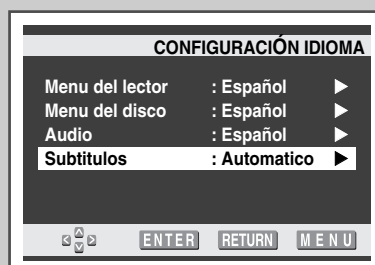 CONFIGURACIÓN IDIOMA
Menu del lector : Español
Menu del disco : Español
Audio : Español
Subtitulos : Automatico
ENTER RETURN MENU